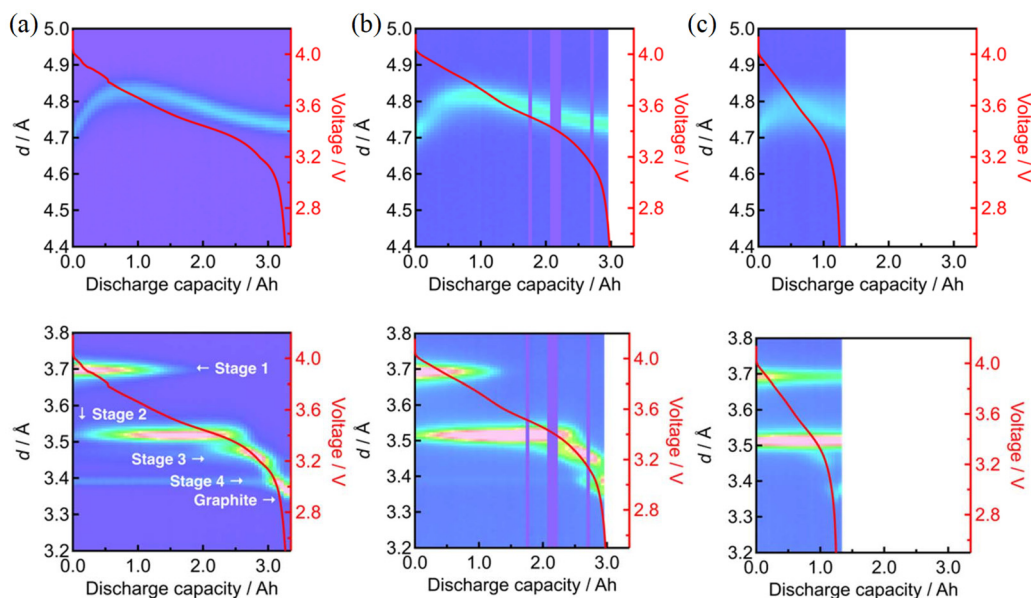 (a)
5.0
4.9
4.8
4.7
4.6
4.5
4.4
d / Å
0.0 1.0 2.0 3.0
Discharge capacity / Ah
4.0
3.6
3.2
2.8
Voltage / V
(b)
5.0
4.9
4.8
4.7
4.6
4.5
4.4
d / Å
0.0 1.0 2.0 3.0
Discharge capacity / Ah
4.0
3.6
3.2
2.8
Voltage / V
(c)
5.0
4.9
4.8
4.7
4.6
4.5
4.4
d / Å
0.0 1.0 2.0 3.0
Discharge capacity / Ah
4.0
3.6
3.2
2.8
Voltage / V
3.8
3.7
3.6
3.5
3.4
3.3
3.2
d / Å
← Stage 1
↓ Stage 2
Stage 3 →
Stage 4 →
Graphite →
0.0 1.0 2.0 3.0
Discharge capacity / Ah
4.0
3.6
3.2
2.8
Voltage / V
3.8
3.7
3.6
3.5
3.4
3.3
3.2
d / Å
0.0 1.0 2.0 3.0
Discharge capacity / Ah
4.0
3.6
3.2
2.8
Voltage / V
3.8
3.7
3.6
3.5
3.4
3.3
3.2
d / Å
0.0 1.0 2.0 3.0
Discharge capacity / Ah
4.0
3.6
3.2
2.8
Voltage / V